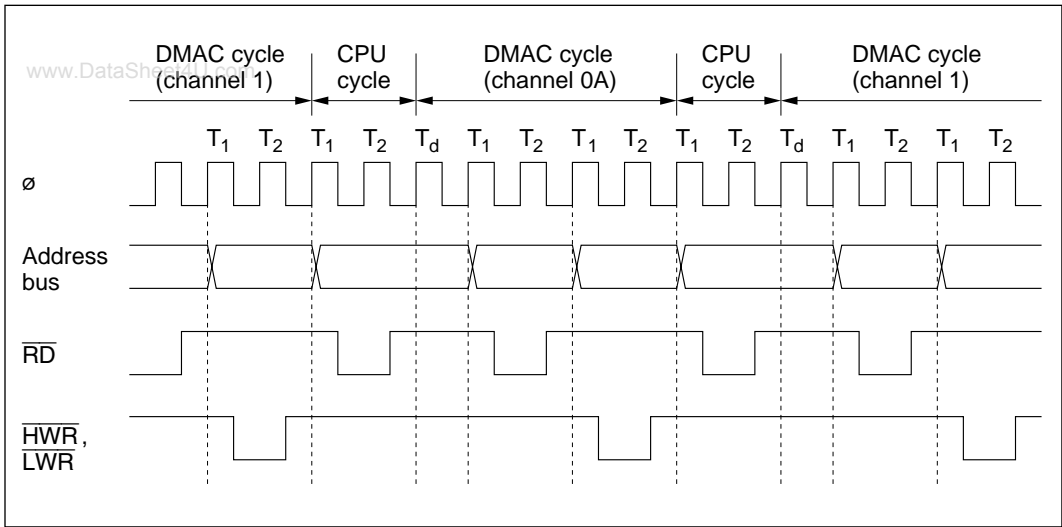 DMAC cycle CPU DMAC cycle CPU DMAC cycle
www.DataSheet4U.com
(channel 1) cycle (channel 0A) cycle (channel 1)
T1 T2 T1 T2 Td T1 T2 T1 T2 T1 T2 Td T1 T2 T1 T2
ø
Address
bus
RD
HWR,
LWR